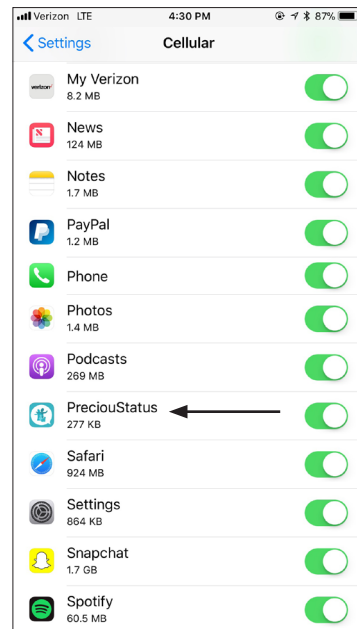 Verizon LTE 4:30 PM 87%
Settings Cellular
verizon
My Verizon
8.2 MB
News
124 MB
Notes
1.7 MB
PayPal
1.2 MB
Phone
Photos
1.4 MB
Podcasts
269 MB
PreciouStatus
277 KB
Safari
924 MB
Settings
864 KB
Snapchat
1.7 GB
Spotify
60.5 MB